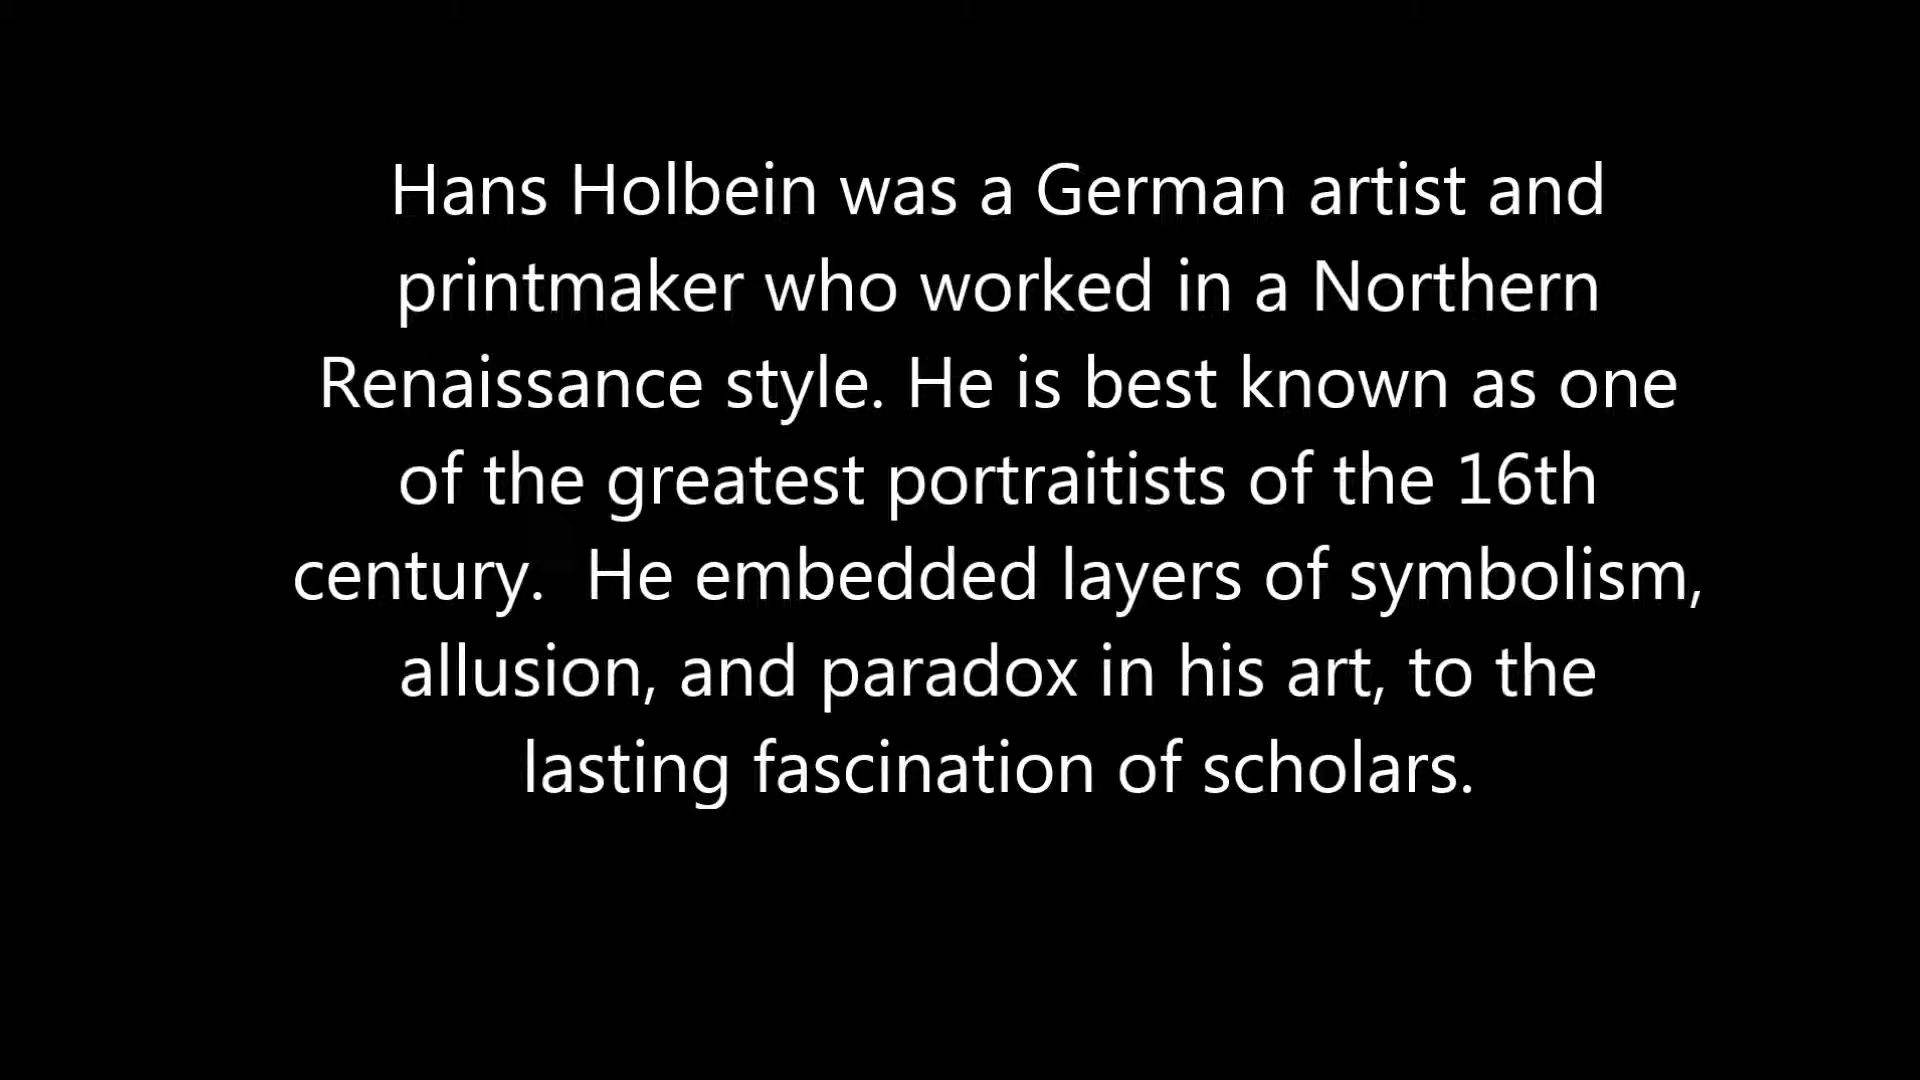 Hans Holbein was a German artist and
printmaker who worked in a Northern
Renaissance style. He is best known as one
of the greatest portraitists of the 16th
century.  He embedded layers of symbolism,
allusion, and paradox in his art, to the
lasting fascination of scholars.